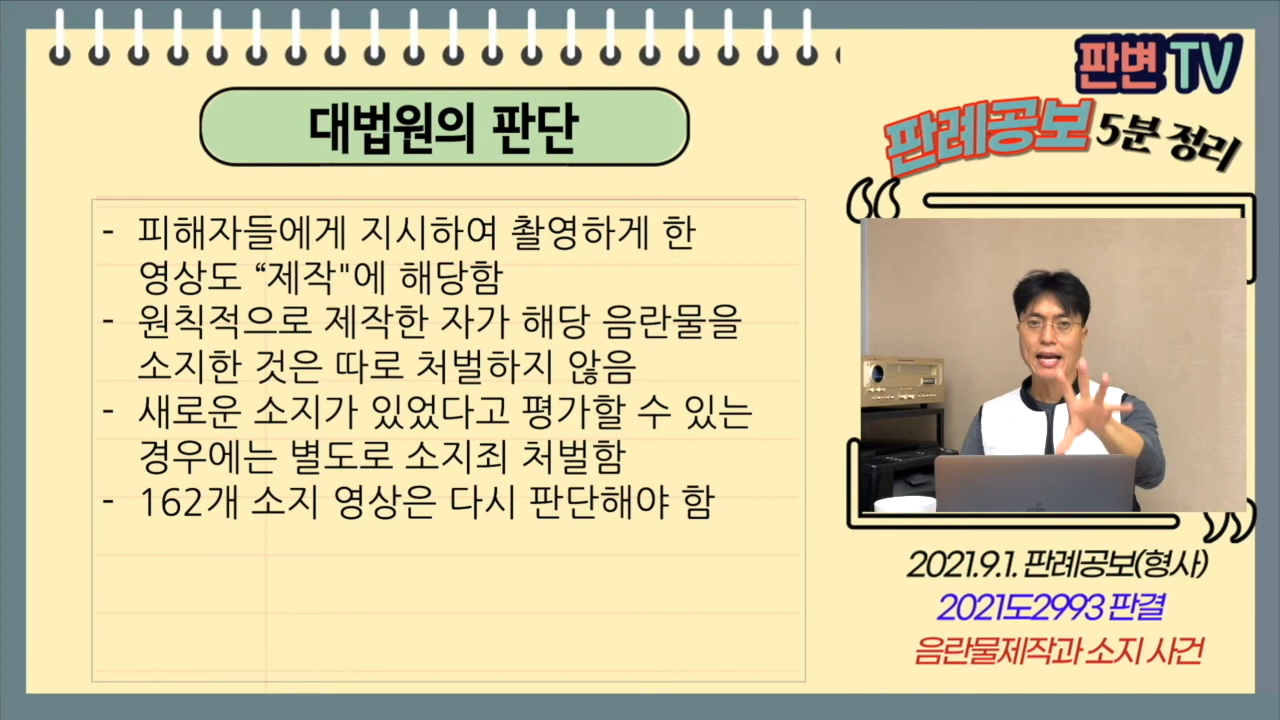 판변 TV
판례공보 5분 정리
대법원의 판단
- 피해자들에게 지시하여 촬영하게 한
영상도 “제작"에 해당함
- 원칙적으로 제작한 자가 해당 음란물을
소지한 것은 따로 처벌하지 않음
- 새로운 소지가 있었다고 평가할 수 있는
경우에는 별도로 소지죄 처벌함
- 162개 소지 영상은 다시 판단해야 함
2021.9.1. 판례공보(형사)
2021도2993 판결
음란물제작과 소지 사건